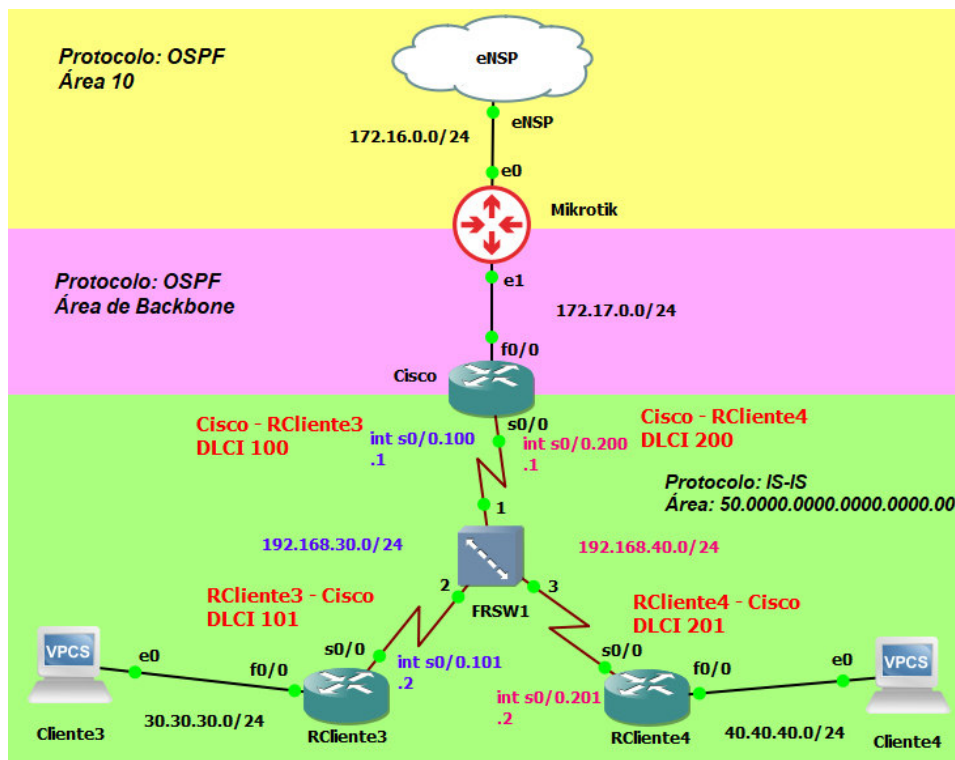 Protocolo: OSPF
Área 10
eNSP
eNSP
172.16.0.0/24
e0
Mikrotik
Protocolo: OSPF
Área de Backbone
e1
172.17.0.0/24
f0/0
Cisco
Cisco - RCliente3
DLCI 100
int s0/0.100
.1
s0/0
int s0/0.200
.1
Cisco - RCliente4
DLCI 200
Protocolo: IS-IS
Área: 50.0000.0000.0000.0000.00
1
192.168.30.0/24
192.168.40.0/24
2
3
FRSW1
RCliente3 - Cisco
DLCI 101
RCliente4 - Cisco
DLCI 201
VPCS
e0
f0/0
s0/0
int s0/0.101
.2
s0/0
int s0/0.201
.2
f0/0
e0
VPCS
30.30.30.0/24
40.40.40.0/24
Cliente3
RCliente3
RCliente4
Cliente4